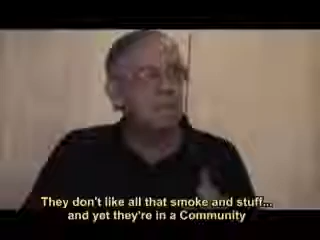 They don't like all that smoke and stuff...
and yet they're in a Community